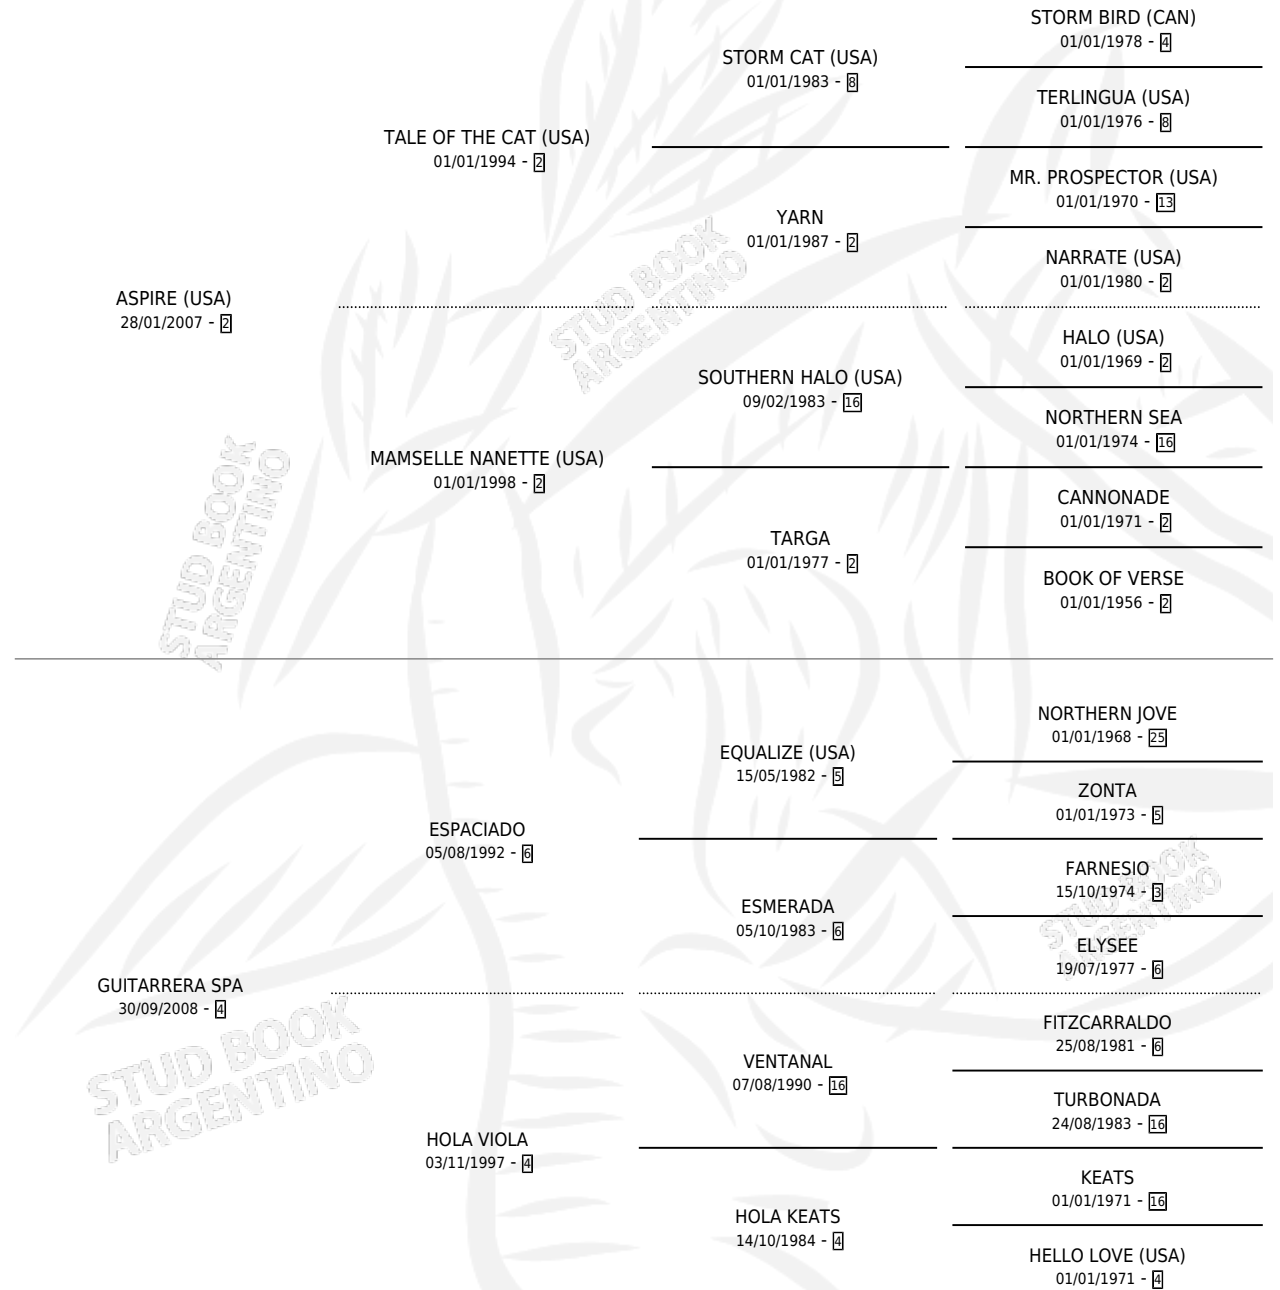 STORM BIRD (CAN)
01/01/1978 - 4
STORM CAT (USA)
01/01/1983 - 8
TERLINGUA (USA)
01/01/1976 - 8
TALE OF THE CAT (USA)
01/01/1994 - 2
MR. PROSPECTOR (USA)
01/01/1970 - 13
YARN
01/01/1987 - 2
NARRATE (USA)
01/01/1980 - 2
ASPIRE (USA)
28/01/2007 - 2
STUD BOOK
ARGENTINO
HALO (USA)
01/01/1969 - 2
SOUTHERN HALO (USA)
09/02/1983 - 16
NORTHERN SEA
01/01/1974 - 16
MAMSELLE NANETTE (USA)
01/01/1998 - 2
CANNONADE
01/01/1971 - 2
TARGA
01/01/1977 - 2
BOOK OF VERSE
01/01/1956 - 2
STUD BOOK
ARGENTINO
NORTHERN JOVE
01/01/1968 - 25
EQUALIZE (USA)
15/05/1982 - 5
ZONTA
01/01/1973 - 5
ESPACIADO
05/08/1992 - 6
FARNESIO
15/10/1974 - 3
ESMERADA
05/10/1983 - 6
STUD BOOK
ARGENTINO
ELYSEE
19/07/1977 - 6
GUITARRERA SPA
30/09/2008 - 4
STUD BOOK
ARGENTINO
FITZCARRALDO
25/08/1981 - 6
VENTANAL
07/08/1990 - 16
TURBONADA
24/08/1983 - 16
HOLA VIOLA
03/11/1997 - 4
KEATS
01/01/1971 - 16
HOLA KEATS
14/10/1984 - 4
HELLO LOVE (USA)
01/01/1971 - 4